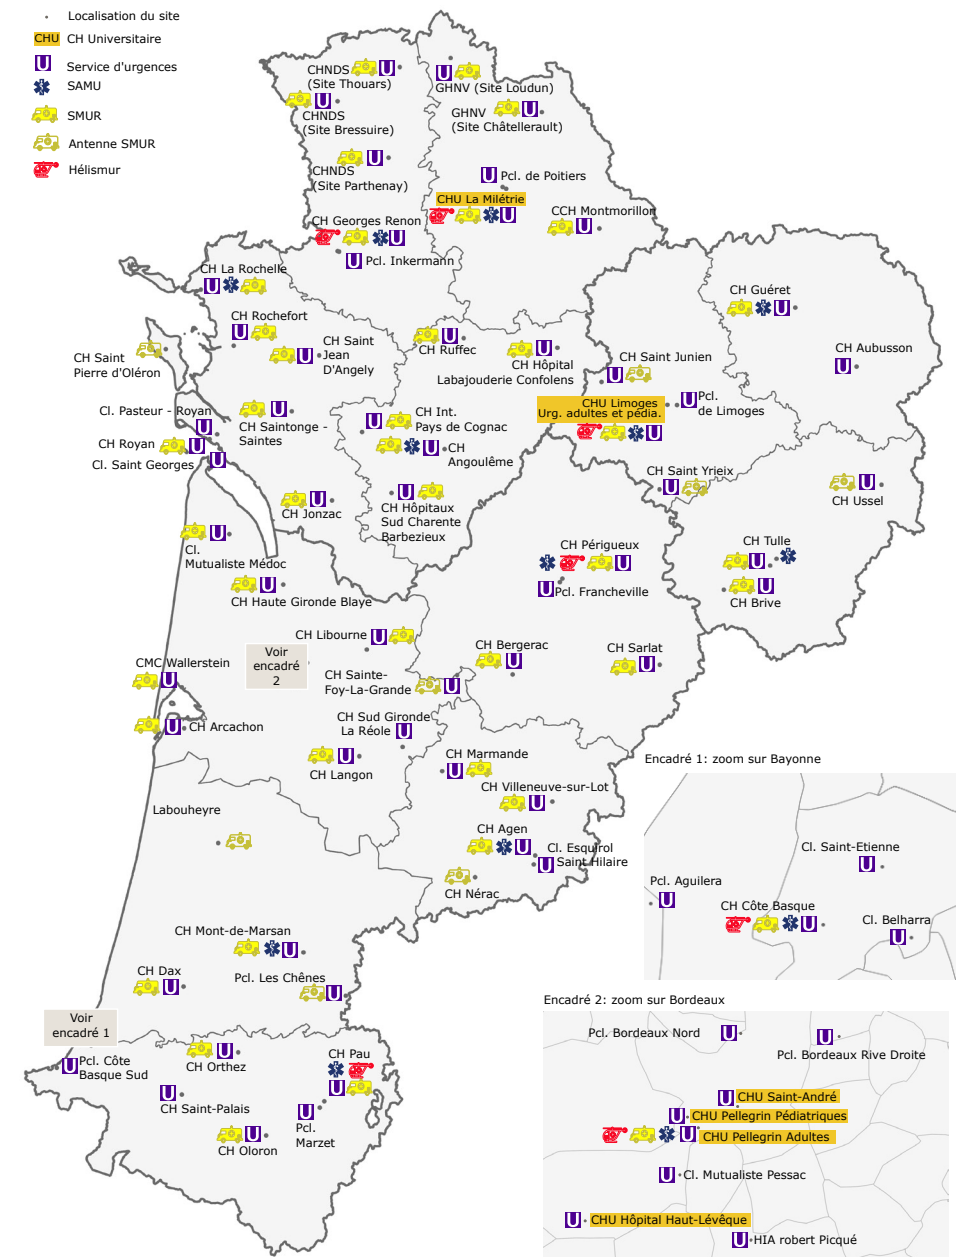 Localisation du site
CHU CH Universitaire
U Service d'urgences
SAMU
SMUR
Antenne SMUR
Hélismur
CHNDS
(Site Thouars)
U
U
GHNV (Site Loudun)
U
CHNDS
(Site Bressuire)
GHNV
(Site Châtellerault)
U
CHNDS
(Site Parthenay)
U
U Pcl. de Poitiers
CHU La Milétrie
U
CCH Montmorillon
U
CH Georges Renon
U
U Pcl. Inkermann
CH La Rochelle
U
CH Guéret
U
CH Rochefort
U
CH Saint
Jean
D'Angely
U
CH Ruffec
U
CH Hôpital
Labajouderie Confolens
U
CH Saint Junien
U
CH Aubusson
U
CH Saint
Pierre d'Oléron
Cl. Pasteur - Royan
U
CH Saintonge -
Saintes
U
CH Int.
Pays de Cognac
U
CHU Limoges
Urg. adultes et pédia.
U
U Pcl.
de Limoges
CH Royan
U
Cl. Saint Georges
U
CH
Angoulême
U
CH Jonzac
U
CH Hôpitaux
Sud Charente
Barbezieux
U
CH Saint Yrieix
U
CH Ussel
U
Cl.
Mutualiste Médoc
U
CH Périgueux
U
CH Tulle
U
CH Haute Gironde Blaye
U
U Pcl. Francheville
CH Brive
U
CH Libourne
U
Voir
encadré
2
CMC Wallerstein
U
CH Sainte-
Foy-La-Grande
U
CH Bergerac
U
CH Sarlat
U
CH Arcachon
U
CH Sud Gironde
La Réole
U
CH Langon
U
CH Marmande
U
CH Villeneuve-sur-Lot
U
Labouheyre
CH Agen
U
Cl. Esquirol
Saint Hilaire
U
CH Nérac
CH Mont-de-Marsan
U
CH Dax
U
Pcl. Les Chênes
U
Voir
encadré 1
U Pcl. Côte
Basque Sud
CH Orthez
U
CH Pau
U
CH Saint-Palais
U
U
Pcl.
Marzet
CH Oloron
U
Encadré 1: zoom sur Bayonne
Cl. Saint-Etienne
U
Pcl. Aguilera
U
CH Côte Basque
U
Cl. Belharra
U
Encadré 2: zoom sur Bordeaux
Pcl. Bordeaux Nord U
U
Pcl. Bordeaux Rive Droite
U CHU Saint-André
U CHU Pellegrin Pédiatriques
U CHU Pellegrin Adultes
U Cl. Mutualiste Pessac
U CHU Hôpital Haut-Lévêque
U HIA robert Picqué